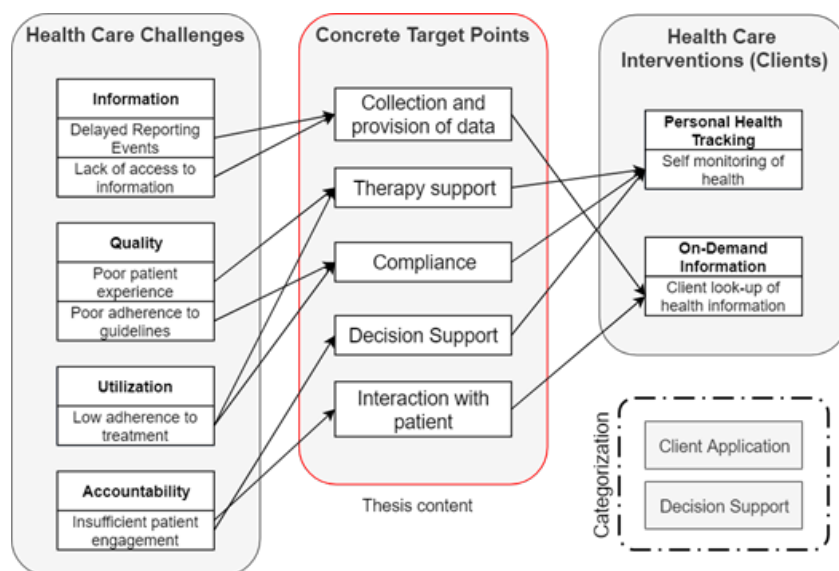 Health Care Challenges
Information
Delayed Reporting
Events
Lack of access to
information
Quality
Poor patient
experience
Poor adherence to
guidelines
Utilization
Low adherence to
treatment
Accountability
Insufficient patient
engagement
Concrete Target Points
Collection and
provision of data
Therapy support
Compliance
Decision Support
Interaction with
patient
Thesis content
Health Care
Interventions (Clients)
Personal Health
Tracking
Self monitoring of
health
On-Demand
Information
Client look-up of
health information
Categorization
Client Application
Decision Support